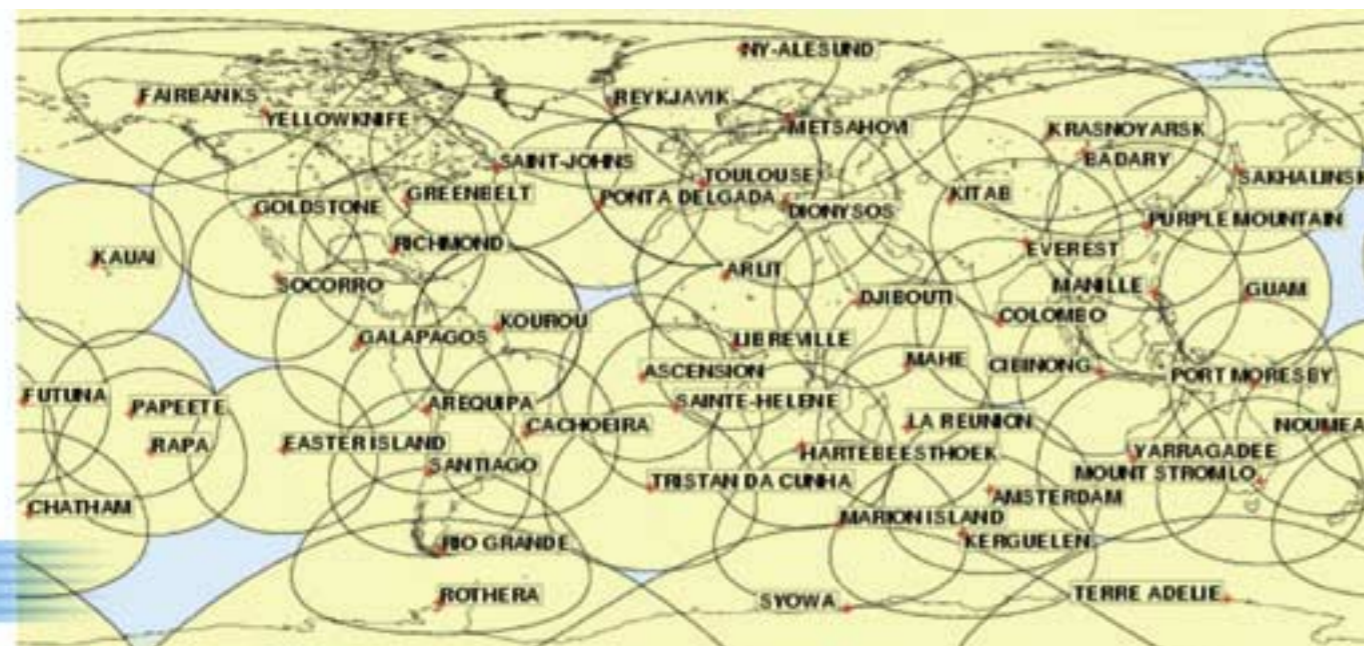 NY-ALESUND
FAIRBANKS
REYKJAVIK
YELLOWKNIFE
METSAHOVI
KRASNOYARSK
SAINT-JOHNS
BADARY
TOULOUSE
SAKHALINSK
GREENBELT
PONTA DELGADA
KITAB
GOLDSTONE
DIONYSOS
PURPLE MOUNTAIN
RICHMOND
EVEREST
KAUAI
ARLIT
SOCORRO
MANILLE
GUAM
DJIBOUTI
COLOMBO
KOUROU
GALAPAGOS
LIBREVILLE
MAHE
CIBINONG
ASCENSION
PORT MORESBY
FUTUNA
PAPEETE
AREQUIPA
SAINTE-HELENE
CACHOEIRA
LA REUNION
NOUMEA
RAPA
EASTER ISLAND
HARTEBEESTHOEK
YARRAGADEE
SANTIAGO
MOUNT STROMLO
TRISTAN DA CUNHA
AMSTERDAM
CHATHAM
MARION ISLAND
RIO GRANDE
KERGUELEN
ROTHERA
SYOWA
TERRE ADELIE